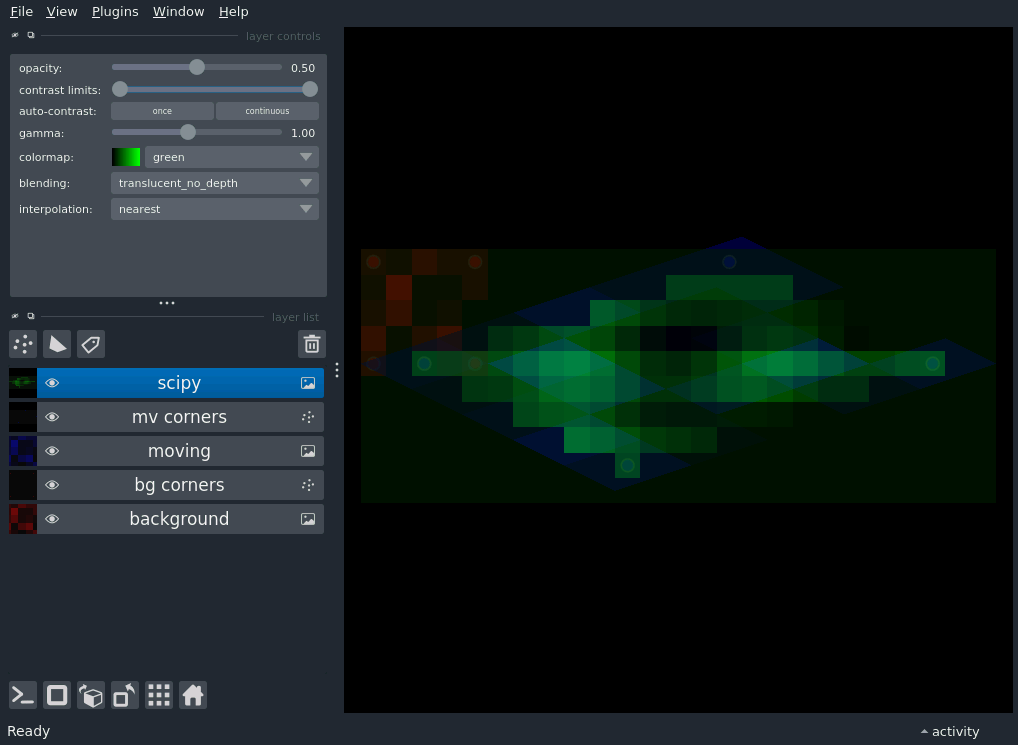 File View Plugins Window Help
layer controls
opacity: 0.50
contrast limits:
auto-contrast: once continuous
gamma: 1.00
colormap: green
blending: translucent_no_depth
interpolation: nearest
layer list
scipy
mv corners
moving
bg corners
background
Ready activity